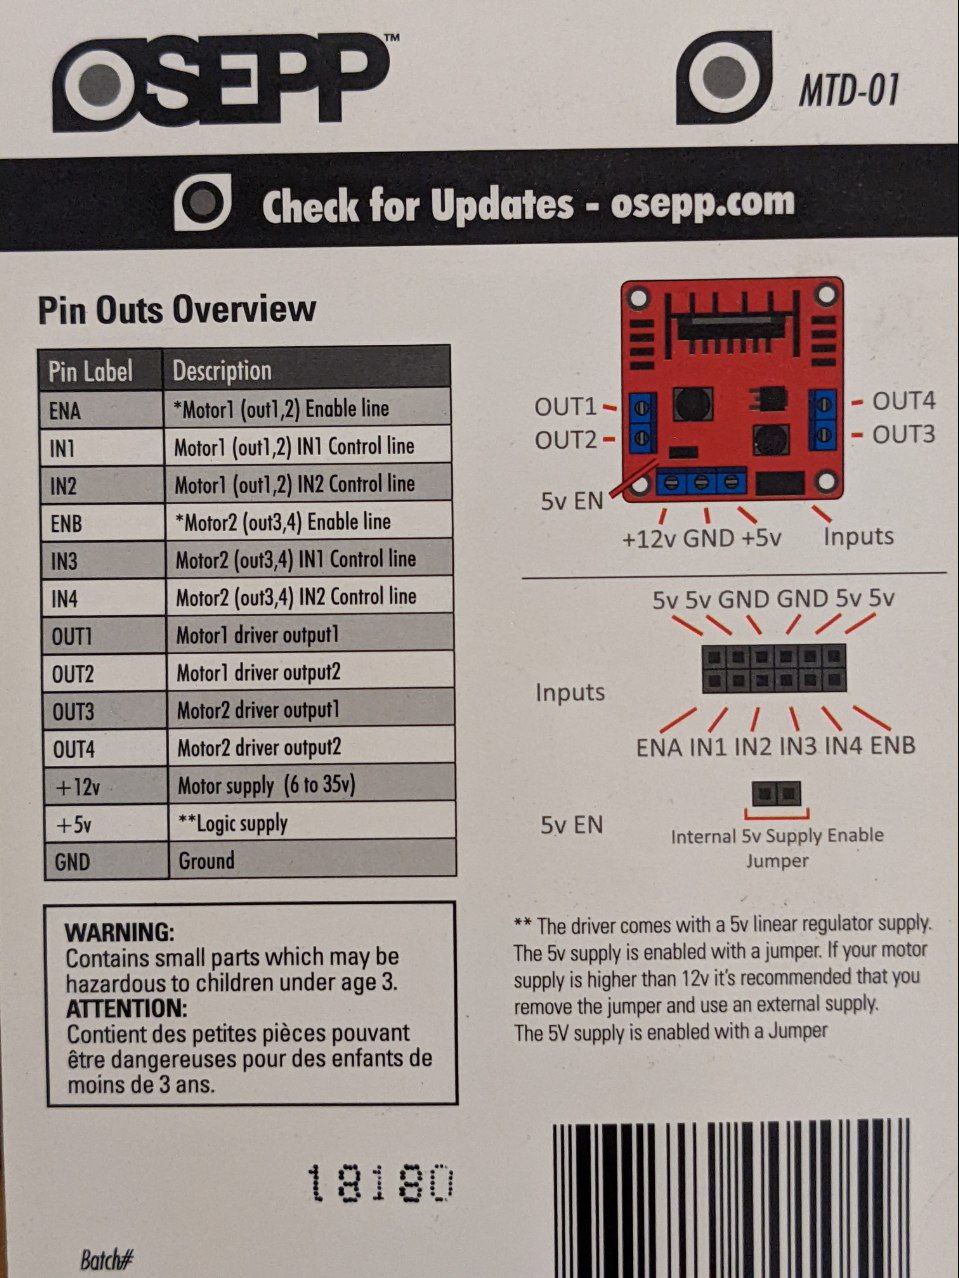 OSEPP™
MTD-01
Check for Updates - osepp.com
Pin Outs Overview
Pin Label Description
ENA *Motor1 (out1,2) Enable line
IN1 Motor1 (out1,2) IN1 Control line
IN2 Motor1 (out1,2) IN2 Control line
ENB *Motor2 (out3,4) Enable line
IN3 Motor2 (out3,4) IN1 Control line
IN4 Motor2 (out3,4) IN2 Control line
OUT1 Motor1 driver output1
OUT2 Motor1 driver output2
OUT3 Motor2 driver output1
OUT4 Motor2 driver output2
+12v Motor supply (6 to 35v)
+5v **Logic supply
GND Ground
WARNING:
Contains small parts which may be
hazardous to children under age 3.
ATTENTION:
Contient des petites pièces pouvant
être dangereuses pour des enfants de
moins de 3 ans.
18180
Batch#
OUT1
OUT2
OUT4
OUT3
5v EN
+12v GND +5v
Inputs
5v 5v GND GND 5v 5v
Inputs
ENA IN1 IN2 IN3 IN4 ENB
5v EN
Internal 5v Supply Enable
Jumper
** The driver comes with a 5v linear regulator supply.
The 5v supply is enabled with a jumper. If your motor
supply is higher than 12v it's recommended that you
remove the jumper and use an external supply.
The 5V supply is enabled with a Jumper